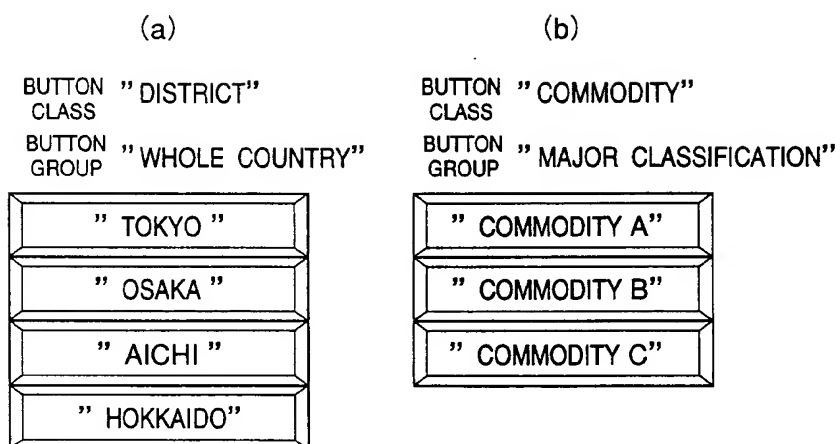 (a)
BUTTON CLASS " DISTRICT"
BUTTON GROUP " WHOLE COUNTRY"
" TOKYO "
" OSAKA "
" AICHI "
" HOKKAIDO"
(b)
BUTTON CLASS " COMMODITY"
BUTTON GROUP " MAJOR CLASSIFICATION"
" COMMODITY A"
" COMMODITY B"
" COMMODITY C"